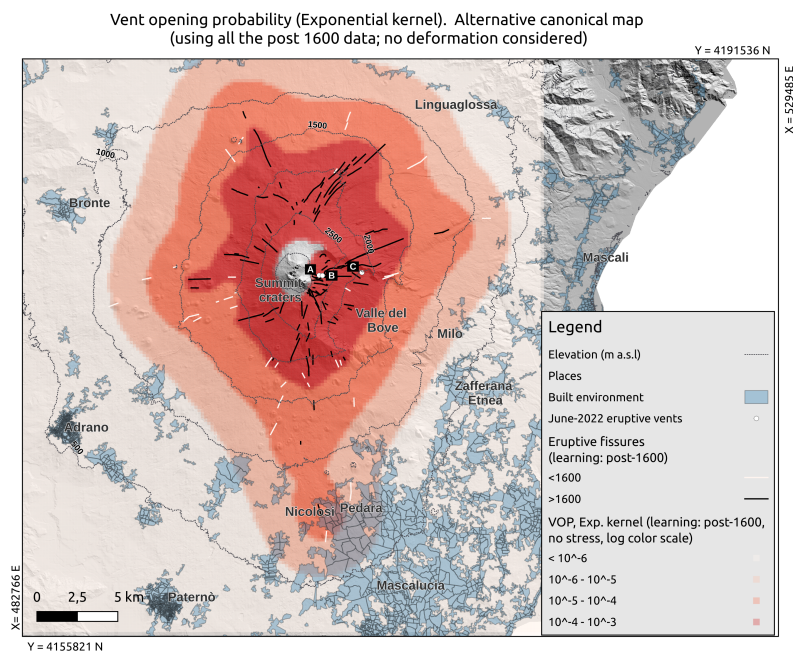 Vent opening probability (Exponential kernel).  Alternative canonical map
(using all the post 1600 data; no deformation considered)
Y = 4191536 N
X = 529485 E
Linguaglossa
1500
1000
Bronte
2500
2000
Mascali
A
B
C
Summit
craters
Valle del
Bove
Milo
Zafferana
Etnea
Adrano
500
Nicolosi
Pedara
Mascalucia
Paternò
0 2,5 5 km
X= 482766 E
Y = 4155821 N
Legend
Elevation (m a.s.l)
Places
Built environment
June-2022 eruptive vents
Eruptive fissures
(learning: post-1600)
<1600
>1600
VOP, Exp. kernel (learning: post-1600,
no stress, log color scale)
< 10^-6
10^-6 - 10^-5
10^-5 - 10^-4
10^-4 - 10^-3